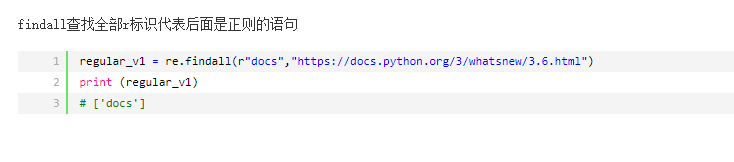 findall查找全部r标识代表后面是正则的语句
1 regular_v1 = re.findall(r"docs","https://docs.python.org/3/whatsnew/3.6.html")
2 print (regular_v1)
3 # ['docs']